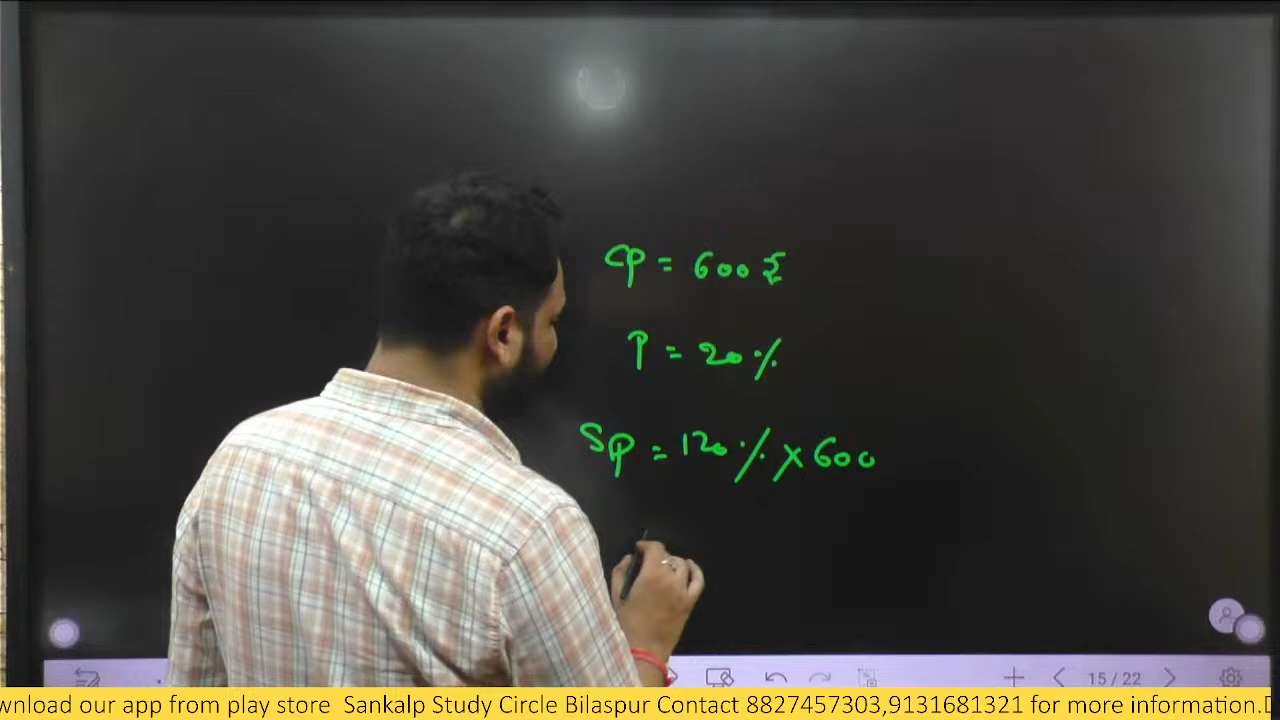 CP = 600 ₹
P = 20 %
SP = 120 % × 600
15 / 22
wnload our app from play store Sankalp Study Circle Bilaspur Contact 8827457303,9131681321 for more information.D